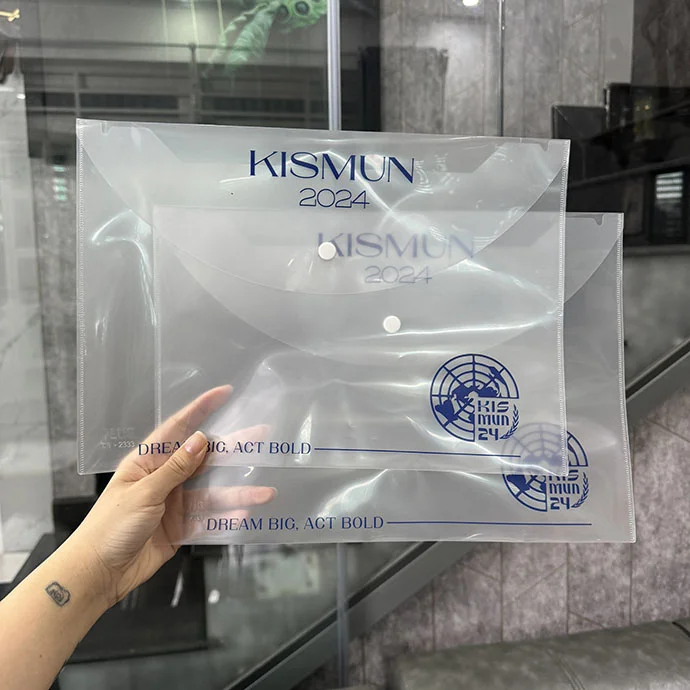 KISMUN
2024
KISMUN
2024
KIS
MUN
24
DREAM BIG, ACT BOLD
KIS
MUN
24
DREAM BIG, ACT BOLD